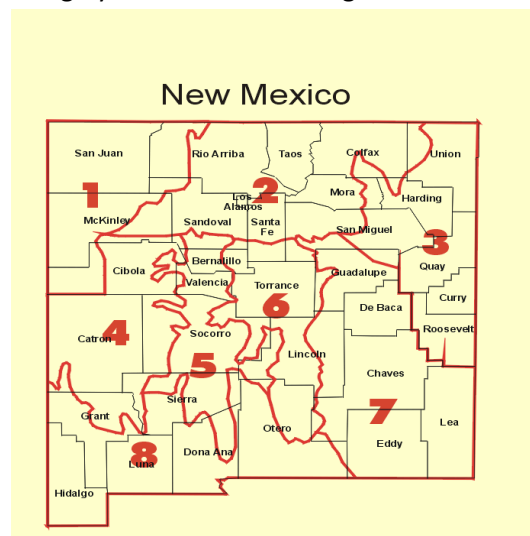 New Mexico
San Juan
Rio Arriba
Taos
Colfax
Union
1
2
Los
Alamos
Mora
Harding
McKinley
Sandoval
Santa
Fe
San Miguel
3
Bernalillo
Cibola
Valencia
Torrance
Guadalupe
Quay
6
De Baca
Curry
4
Catron
Socorro
Roosevelt
5
Lincoln
Chaves
Grant
Sierra
7
Otero
Lea
8
Luna
Dona Ana
Eddy
Hidalgo